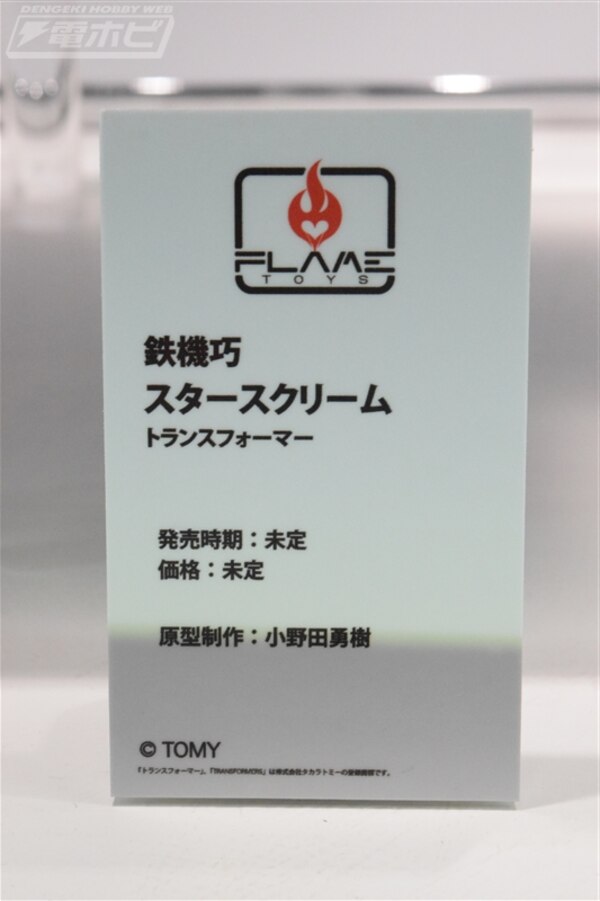 DENGEKI HOBBY WEB
電ホビ
FLAME
TOYS
鉄機巧
スタースクリーム
トランスフォーマー
発売時期：未定
価格：未定
原型制作：小野田勇樹
© TOMY
「トランスフォーマー」、「TRANSFORMERS」は株式会社タカラトミーの登録商標です。